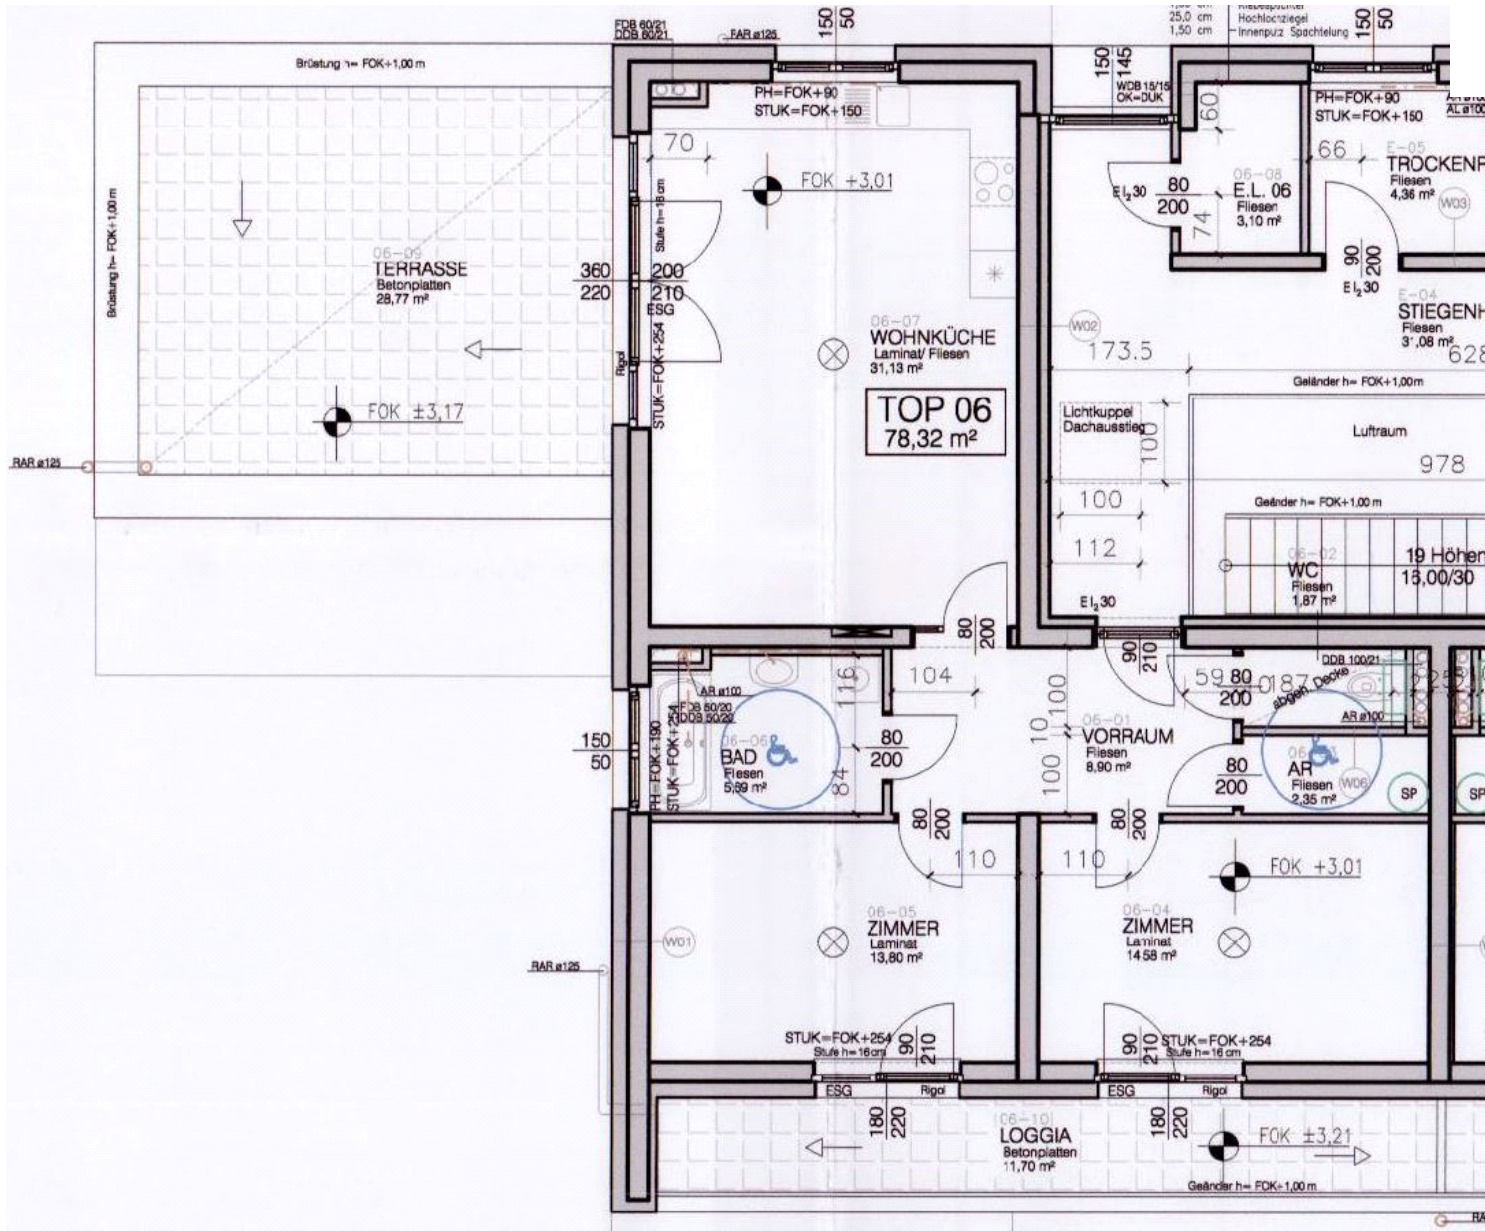 25,0 cm Hochlochziegel
1,50 cm Innenputz Spachtelung
FDB 60/21
DDB 60/21
FAR ø125
150
50
150
145
150
50
Brüstung h= FOK+1,00 m
PH=FOK+90
STUK=FOK+150
WDB 15/15
OK=DUK
60
PH=FOK+90
STUK=FOK+150
AL ø100
70
66
Stufe h=16 cm
FOK +3,01
EI₂30
80
200
74
06-08
E.L. 06
Fliesen
3,10 m²
E-05
TROCKENR
Fliesen
4,36 m²
W03
90
200
EI₂30
Brüstung h= FOK+1,00 m
06-09
TERRASSE
Betonplatten
28,77 m²
360
220
200
210
ESG
Rigol
STUK=FOK+254
06-07
WOHNKÜCHE
Laminat/ Fliesen
31,13 m²
W02
173.5
E-04
STIEGENH
Fliesen
31,08 m²
628
Geländer h= FOK+1,00m
TOP 06
78,32 m²
FOK ±3,17
Lichtkuppel
Dachausstieg
100
Luftraum
RAR ø125
978
100
Geänder h= FOK+1,00 m
112
06-02
WC
Fliesen
1,87 m²
19 Höhen
16,00/30
EI₂30
80
200
90
210
116
104
100
59
80
200
187
DDB 100/21
abgeh. Decke
AR ø100
AR ø100
FDB 50/20
DDB 50/20
150
50
PH=FOK+190
STUK=FOK+254
06-06
BAD
Fliesen
5,69 m²
84
80
200
10
100
06-01
VORRAUM
Fliesen
8,90 m²
80
200
AR
Fliesen
2,35 m²
W06
SP
SP
80
200
80
200
110
110
FOK +3,01
W01
06-05
ZIMMER
Laminat
13,80 m²
06-04
ZIMMER
Laminat
14,58 m²
RAR ø125
STUK=FOK+254
Stufe h=16 cm
90
210
90
210
STUK=FOK+254
Stufe h=16 cm
ESG
Rigol
ESG
Rigol
180
220
180
220
06-10
LOGGIA
Betonplatten
11,70 m²
FOK ±3,21
Geänder h= FOK+1,00 m
RA